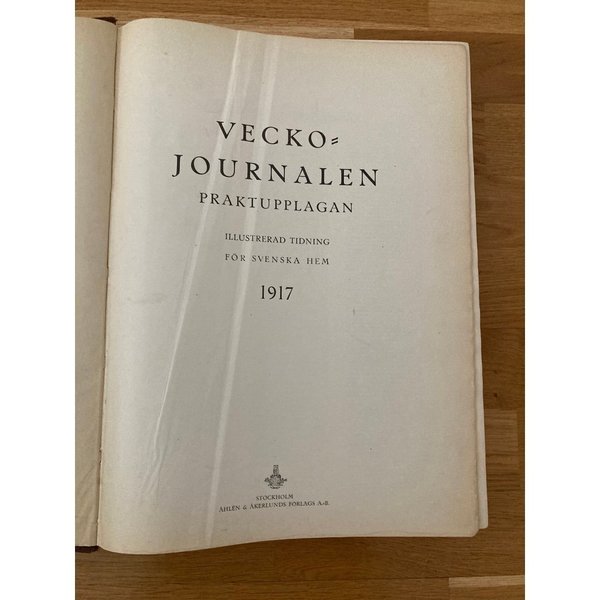 VECKO=
JOURNALEN
PRAKTUPPLAGAN
ILLUSTRERAD TIDNING
FÖR SVENSKA HEM
1917
STOCKHOLM
ÅHLÉN & ÅKERLUNDS FÖRLAGS A.-B.